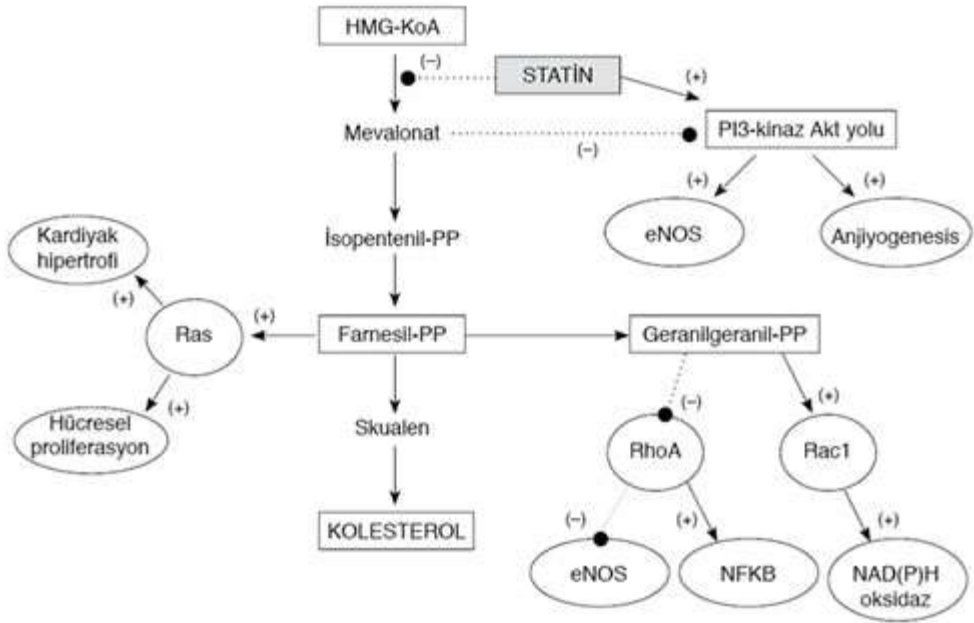 HMG-KoA
(–)
STATİN
(+)
Mevalonat
(–)
PI3-kinaz Akt yolu
(+)
(+)
eNOS
Anjiyogenesis
İsopentenil-PP
Kardiyak
hipertrofi
(+)
Ras
(+)
Farnesil-PP
Geranilgeranil-PP
(+)
Hücresel
proliferasyon
Skualen
(–)
(+)
RhoA
Rac1
KOLESTEROL
(–)
(+)
(+)
eNOS
NFKB
NAD(P)H
oksidaz